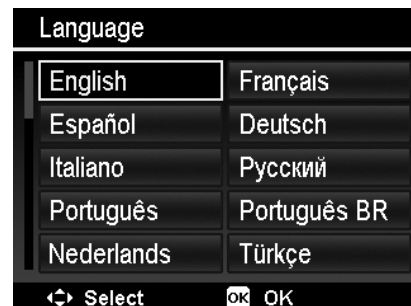 Language
English Français
Español Deutsch
Italiano Русский
Português Português BR
Nederlands Türkçe
Select OK OK